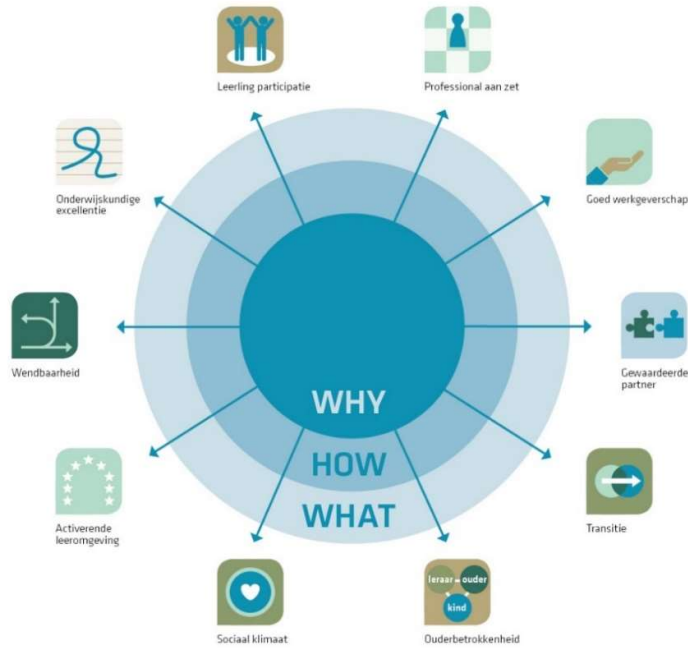 Leerling participatie
Professional aan zet
Onderwijskundige
excellentie
Goed werkgeverschap
Wendbaarheid
Gewaardeerde
partner
WHY
HOW
WHAT
Activerende
leeromgeving
Transitie
Sociaal klimaat
leraar ouder
kind
Ouderbetrokkenheid